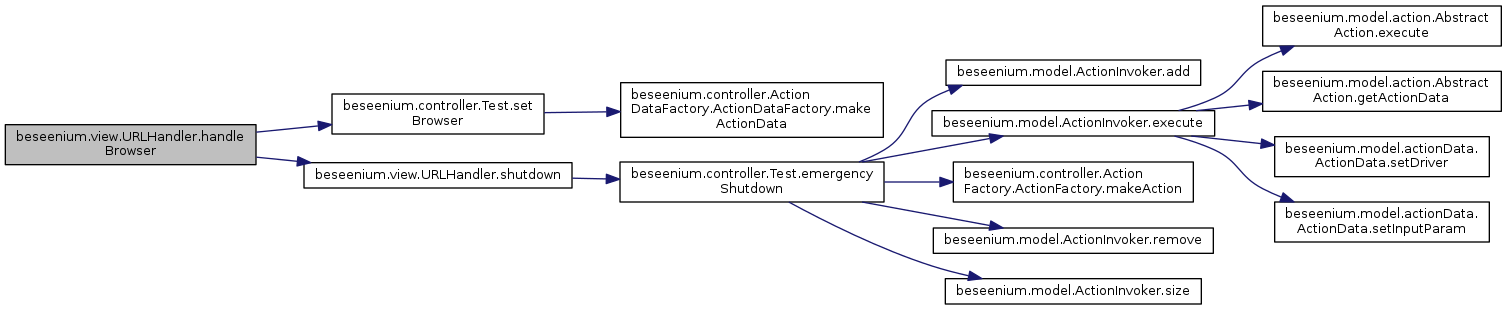 beseenium.view.URLHandler.handle
Browser
beseenium.controller.Test.set
Browser
beseenium.view.URLHandler.shutdown
beseenium.controller.Action
DataFactory.ActionDataFactory.make
ActionData
beseenium.controller.Test.emergency
Shutdown
beseenium.model.ActionInvoker.add
beseenium.model.ActionInvoker.execute
beseenium.controller.Action
Factory.ActionFactory.makeAction
beseenium.model.ActionInvoker.remove
beseenium.model.ActionInvoker.size
beseenium.model.action.Abstract
Action.execute
beseenium.model.action.Abstract
Action.getActionData
beseenium.model.actionData.
ActionData.setDriver
beseenium.model.actionData.
ActionData.setInputParam